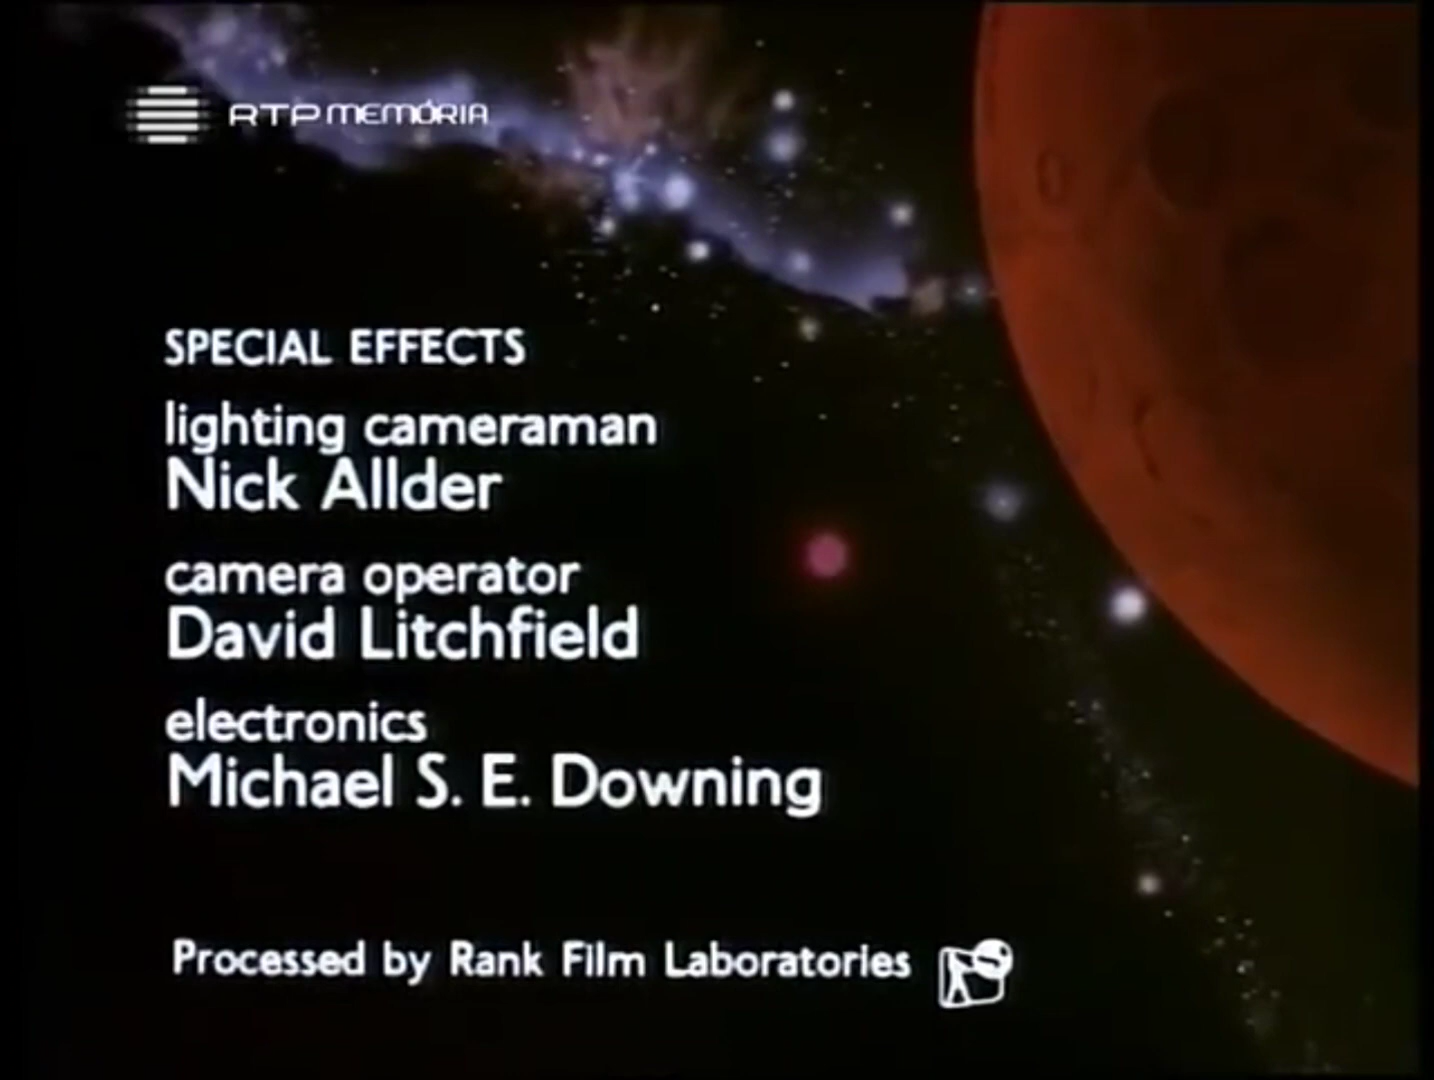 RTP MEMÓRIA
SPECIAL EFFECTS
lighting cameraman
Nick Allder
camera operator
David Litchfield
electronics
Michael S. E. Downing
Processed by Rank Film Laboratories